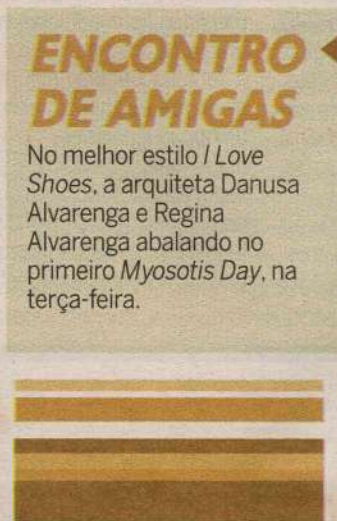 ENCONTRO
DE AMIGAS
No melhor estilo I Love
Shoes, a arquiteta Danusa
Alvarenga e Regina
Alvarenga abalando no
primeiro Myosotis Day, na
terça-feira.